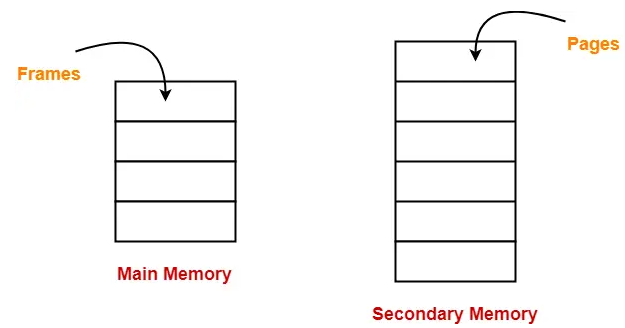 Frames
Pages
Main Memory
Secondary Memory